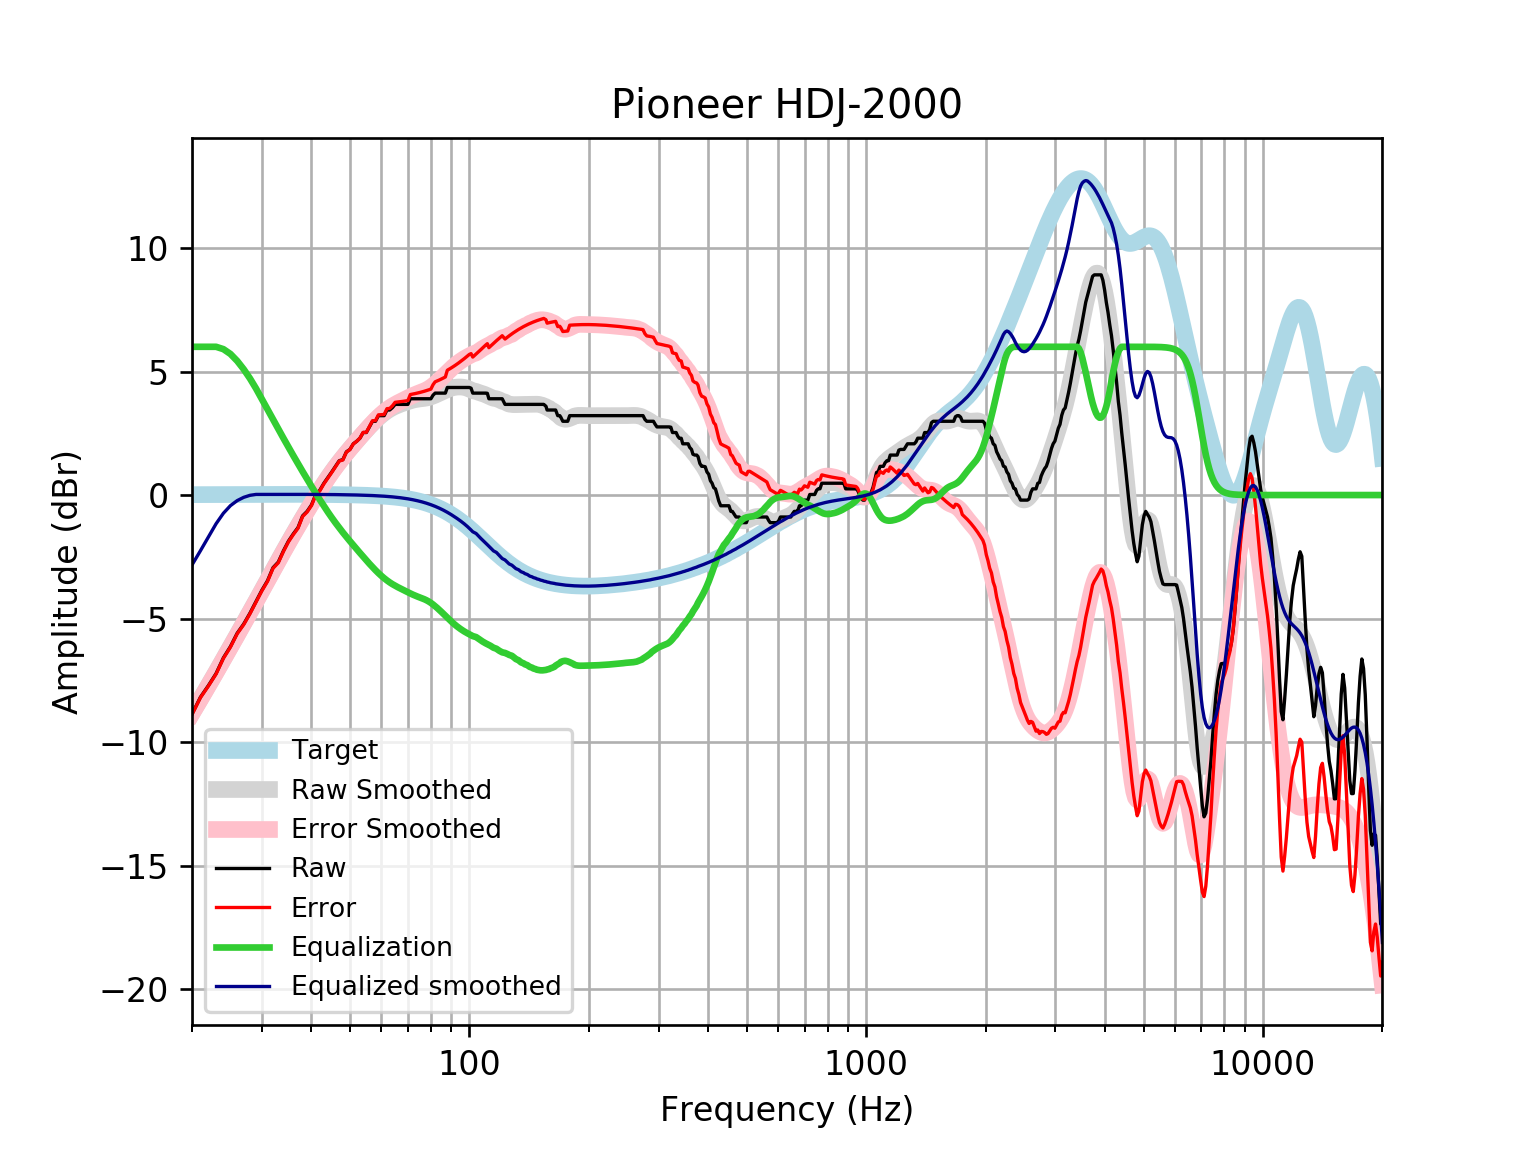 Pioneer HDJ-2000
Amplitude (dBr)
10
5
0
−5
−10
−15
−20
Target
Raw Smoothed
Error Smoothed
Raw
Error
Equalization
Equalized smoothed
100
1000
10000
Frequency (Hz)